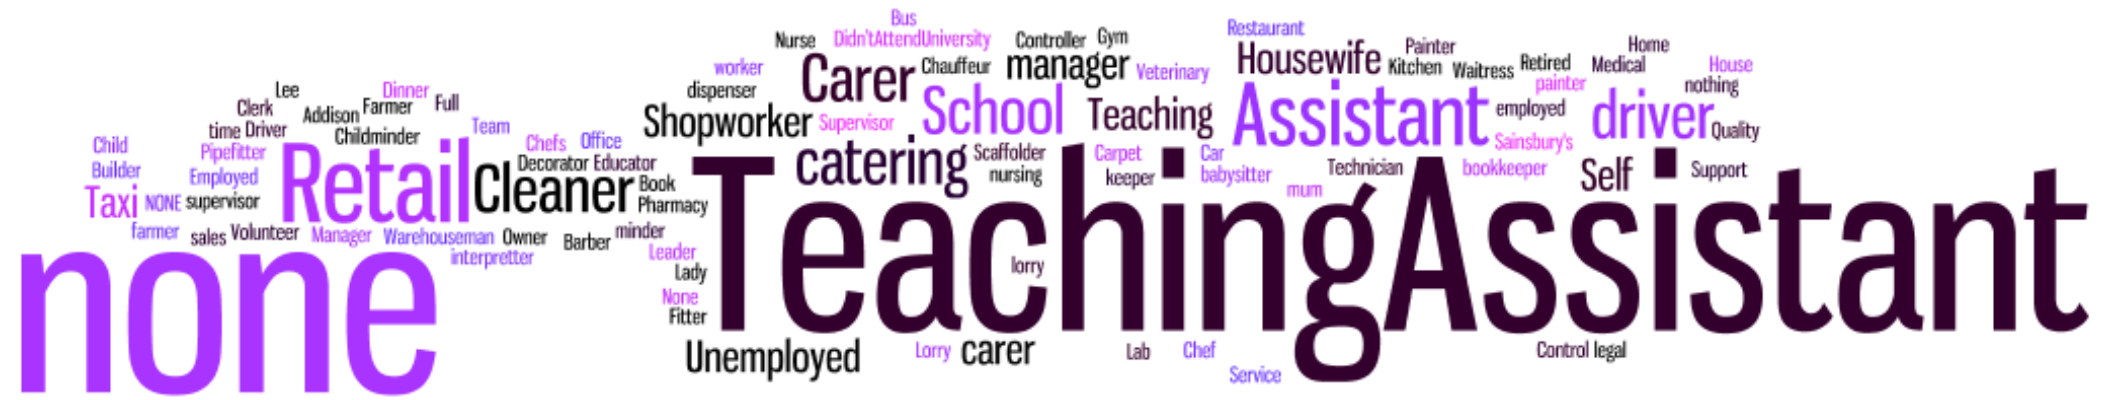 Bus
Nurse Didn'tAttendUniversity Controller Gym
Restaurant
Housewife Painter Home
worker Carer Chauffeur manager Veterinary
Kitchen Waitress Retired Medical House
dispenser painter nothing
Lee Dinner
Clerk Addison Farmer Full
Shopworker Supervisor School Teaching Assistant employed driver Quality
time Driver Childminder Team
Sainsbury's
Child Pipefitter Chefs Office
Builder Employed Retail Cleaner Decorator Educator
catering Scaffolder nursing Carpet keeper Car babysitter
mum Technician bookkeeper Self Support
Taxi NONE supervisor Book Pharmacy
farmer sales Volunteer Manager Warehouseman Owner Barber minder
interpretter Leader
Lady
none TeachingAssistant
lorry
None
Fitter
Unemployed Lorry carer Lab Chef Control legal
Service